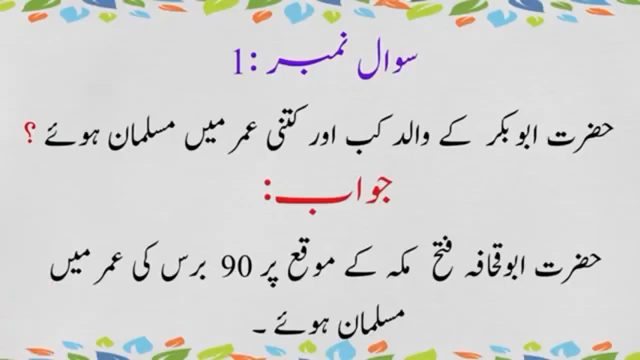 سوال نمبر :1
حضرت ابوبکر کے والد کب اور کتنی عمر میں مسلمان ہوئے ؟
جواب:
حضرت ابوقحافہ فتح مکہ کے موقع پر 90 برس کی عمر میں
مسلمان ہوئے ۔